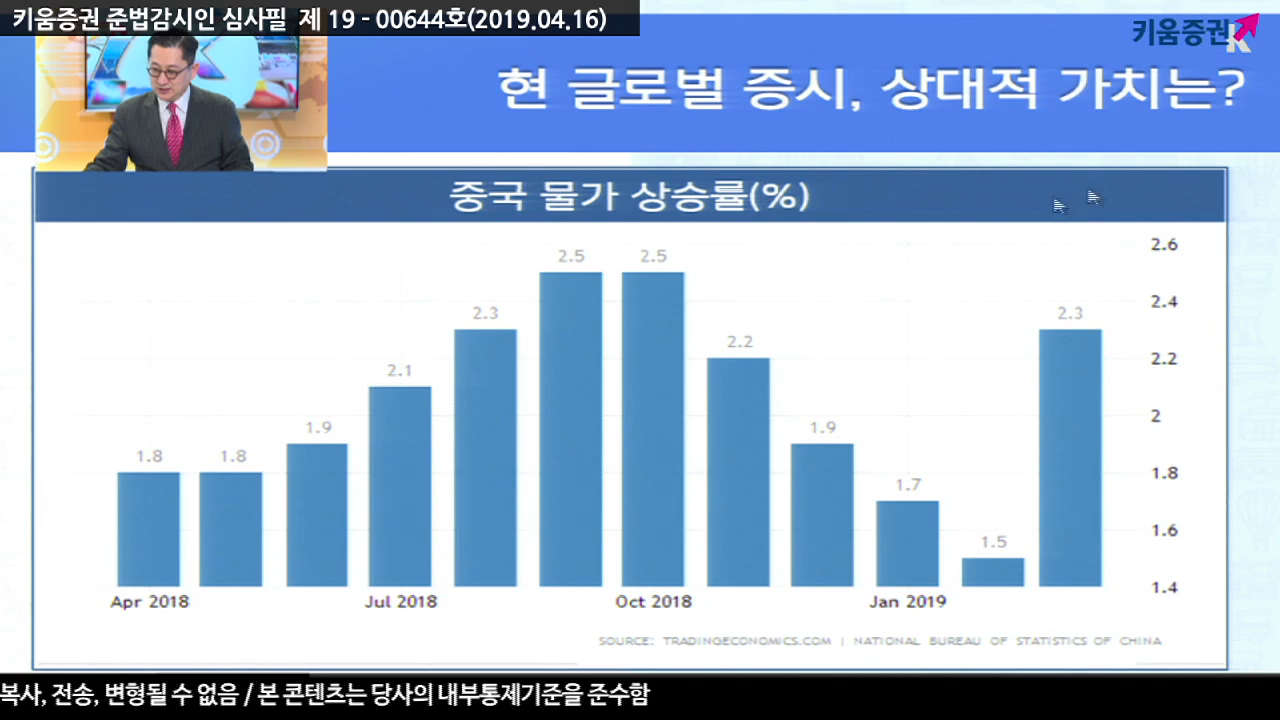 키움증권 준법감시인 심사필 제 19 - 00644호(2019.04.16)
키움증권
현 글로벌 증시, 상대적 가치는?
중국 물가 상승률(%)
2.6
2.4
2.2
2
1.8
1.6
1.4
1.8
1.8
1.9
2.1
2.3
2.5
2.5
2.2
1.9
1.7
1.5
2.3
Apr 2018
Jul 2018
Oct 2018
Jan 2019
SOURCE: TRADINGECONOMICS.COM | NATIONAL BUREAU OF STATISTICS OF CHINA
복사, 전송, 변형될 수 없음 / 본 콘텐츠는 당사의 내부통제기준을 준수함